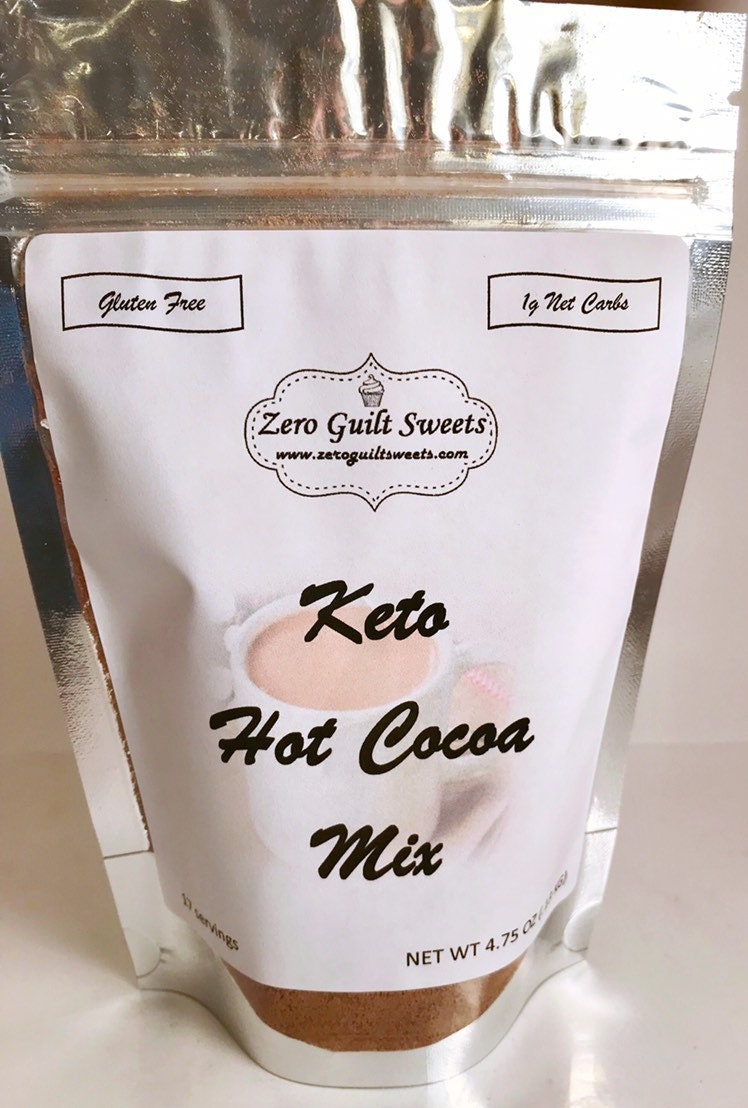 Gluten Free
1g Net Carbs
Zero Guilt Sweets
www.zeroguiltsweets.com
Keto
Hot Cocoa
Mix
17 servings
NET WT 4.75 OZ